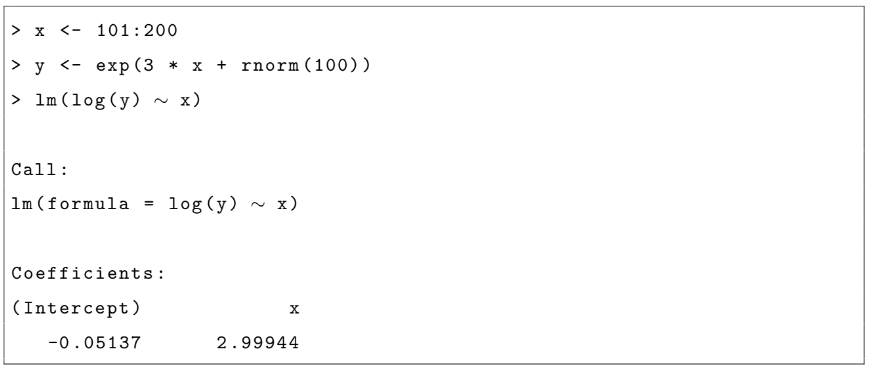 > x <- 101:200
> y <- exp(3 * x + rnorm(100))
> lm(log(y) ∼ x)
Call:
lm(formula = log(y) ∼ x)
Coefficients:
(Intercept) x
-0.05137 2.99944